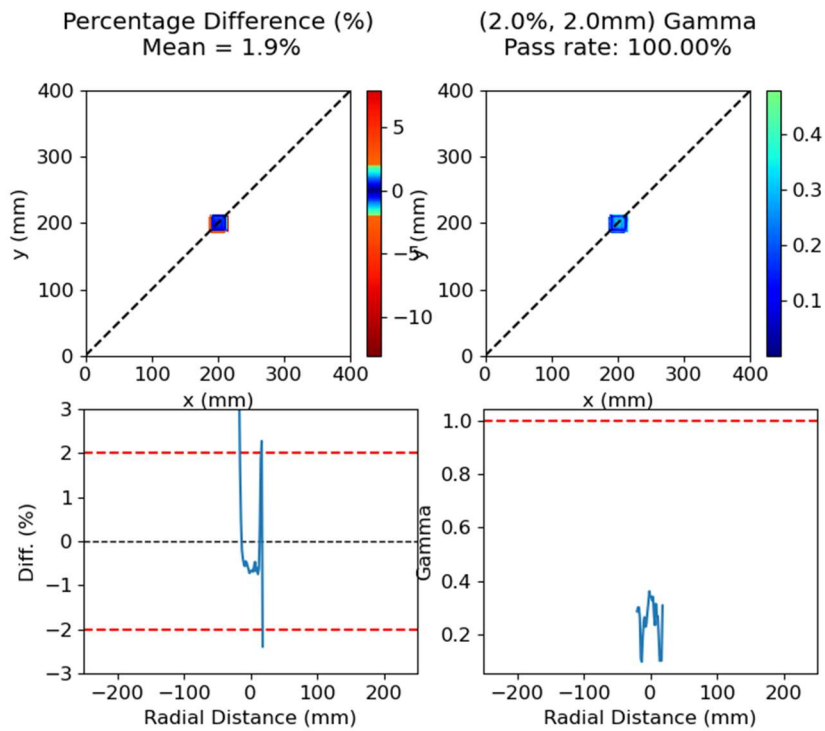 Percentage Difference (%)
Mean = 1.9%
(2.0%, 2.0mm) Gamma
Pass rate: 100.00%
400
300
200
100
0
y (mm)
0 100 200 300 400
x (mm)
5
0
−5
−10
400
300
200
100
0
y (mm)
0 100 200 300 400
x (mm)
0.4
0.3
0.2
0.1
3
2
1
0
−1
−2
−3
Diff. (%)
−200 −100 0 100 200
Radial Distance (mm)
1.0
0.8
0.6
0.4
0.2
Gamma
−200 −100 0 100 200
Radial Distance (mm)